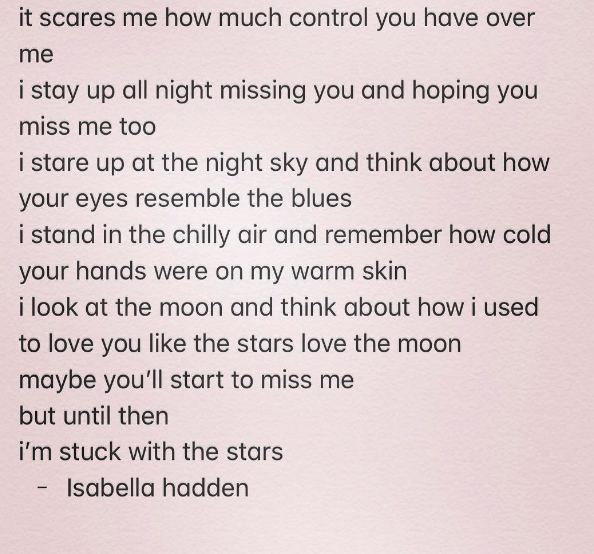 it scares me how much control you have over
me
i stay up all night missing you and hoping you
miss me too
i stare up at the night sky and think about how
your eyes resemble the blues
i stand in the chilly air and remember how cold
your hands were on my warm skin
i look at the moon and think about how i used
to love you like the stars love the moon
maybe you’ll start to miss me
but until then
i’m stuck with the stars
– Isabella hadden